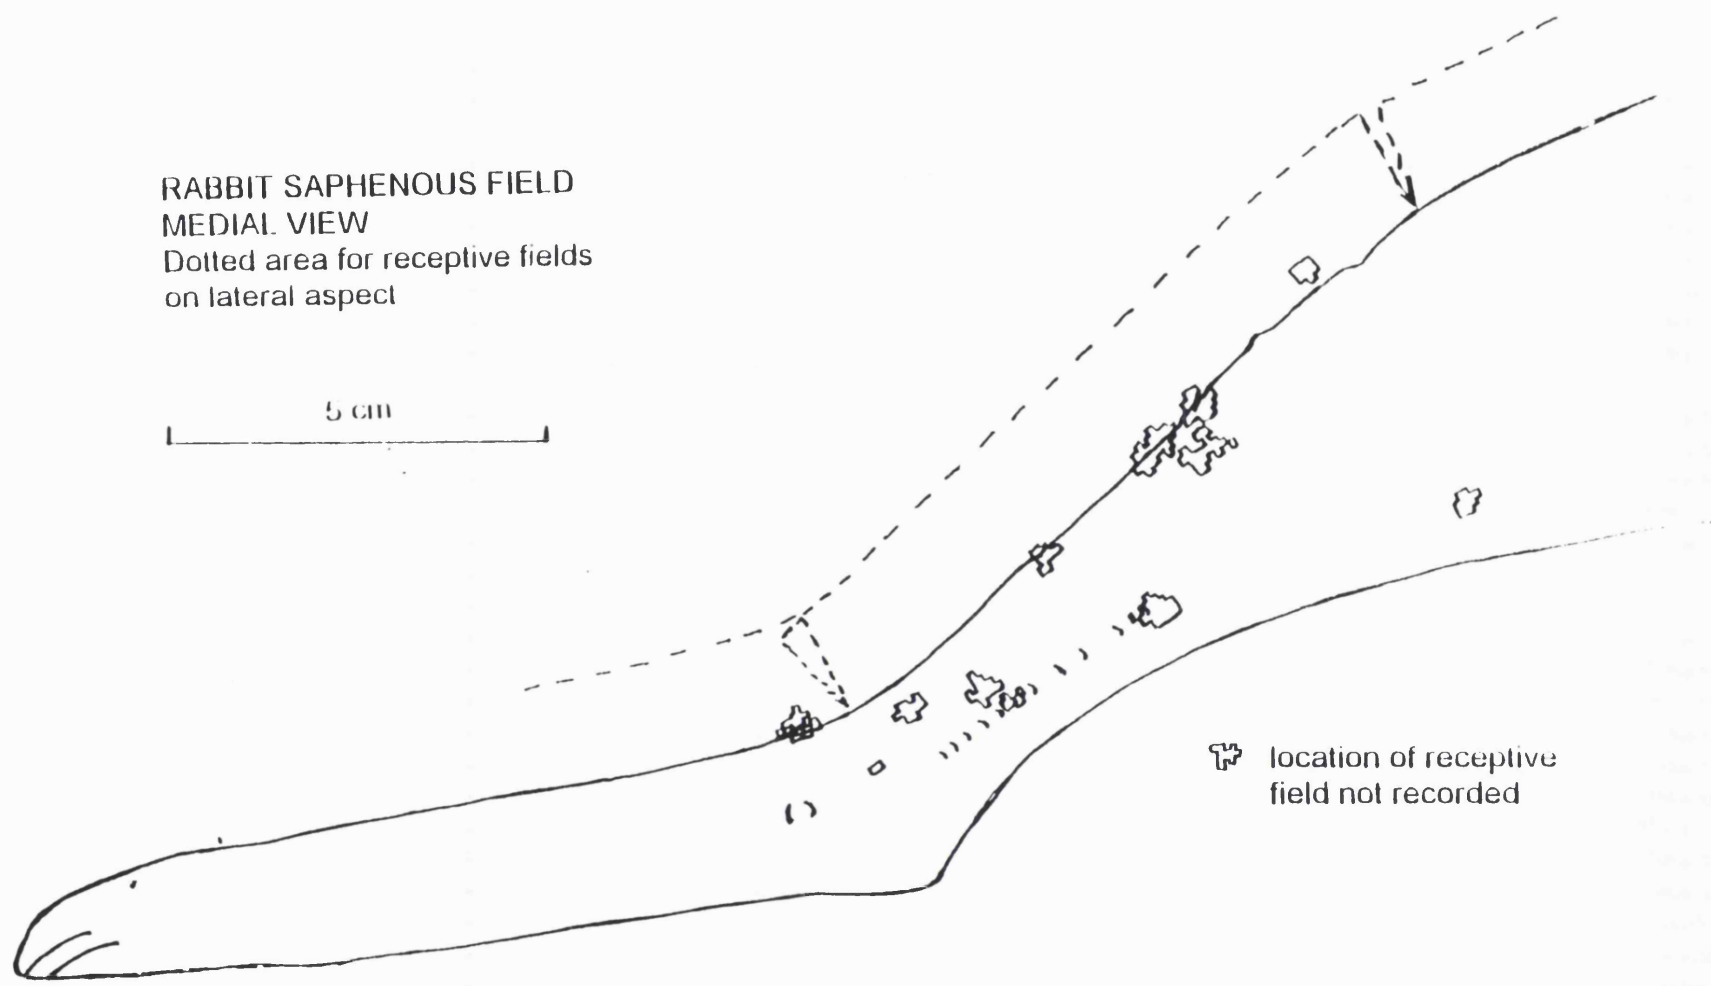 RABBIT SAPHENOUS FIELD
MEDIAL VIEW
Dotted area for receptive fields
on lateral aspect
5 cm
location of receptive
field not recorded